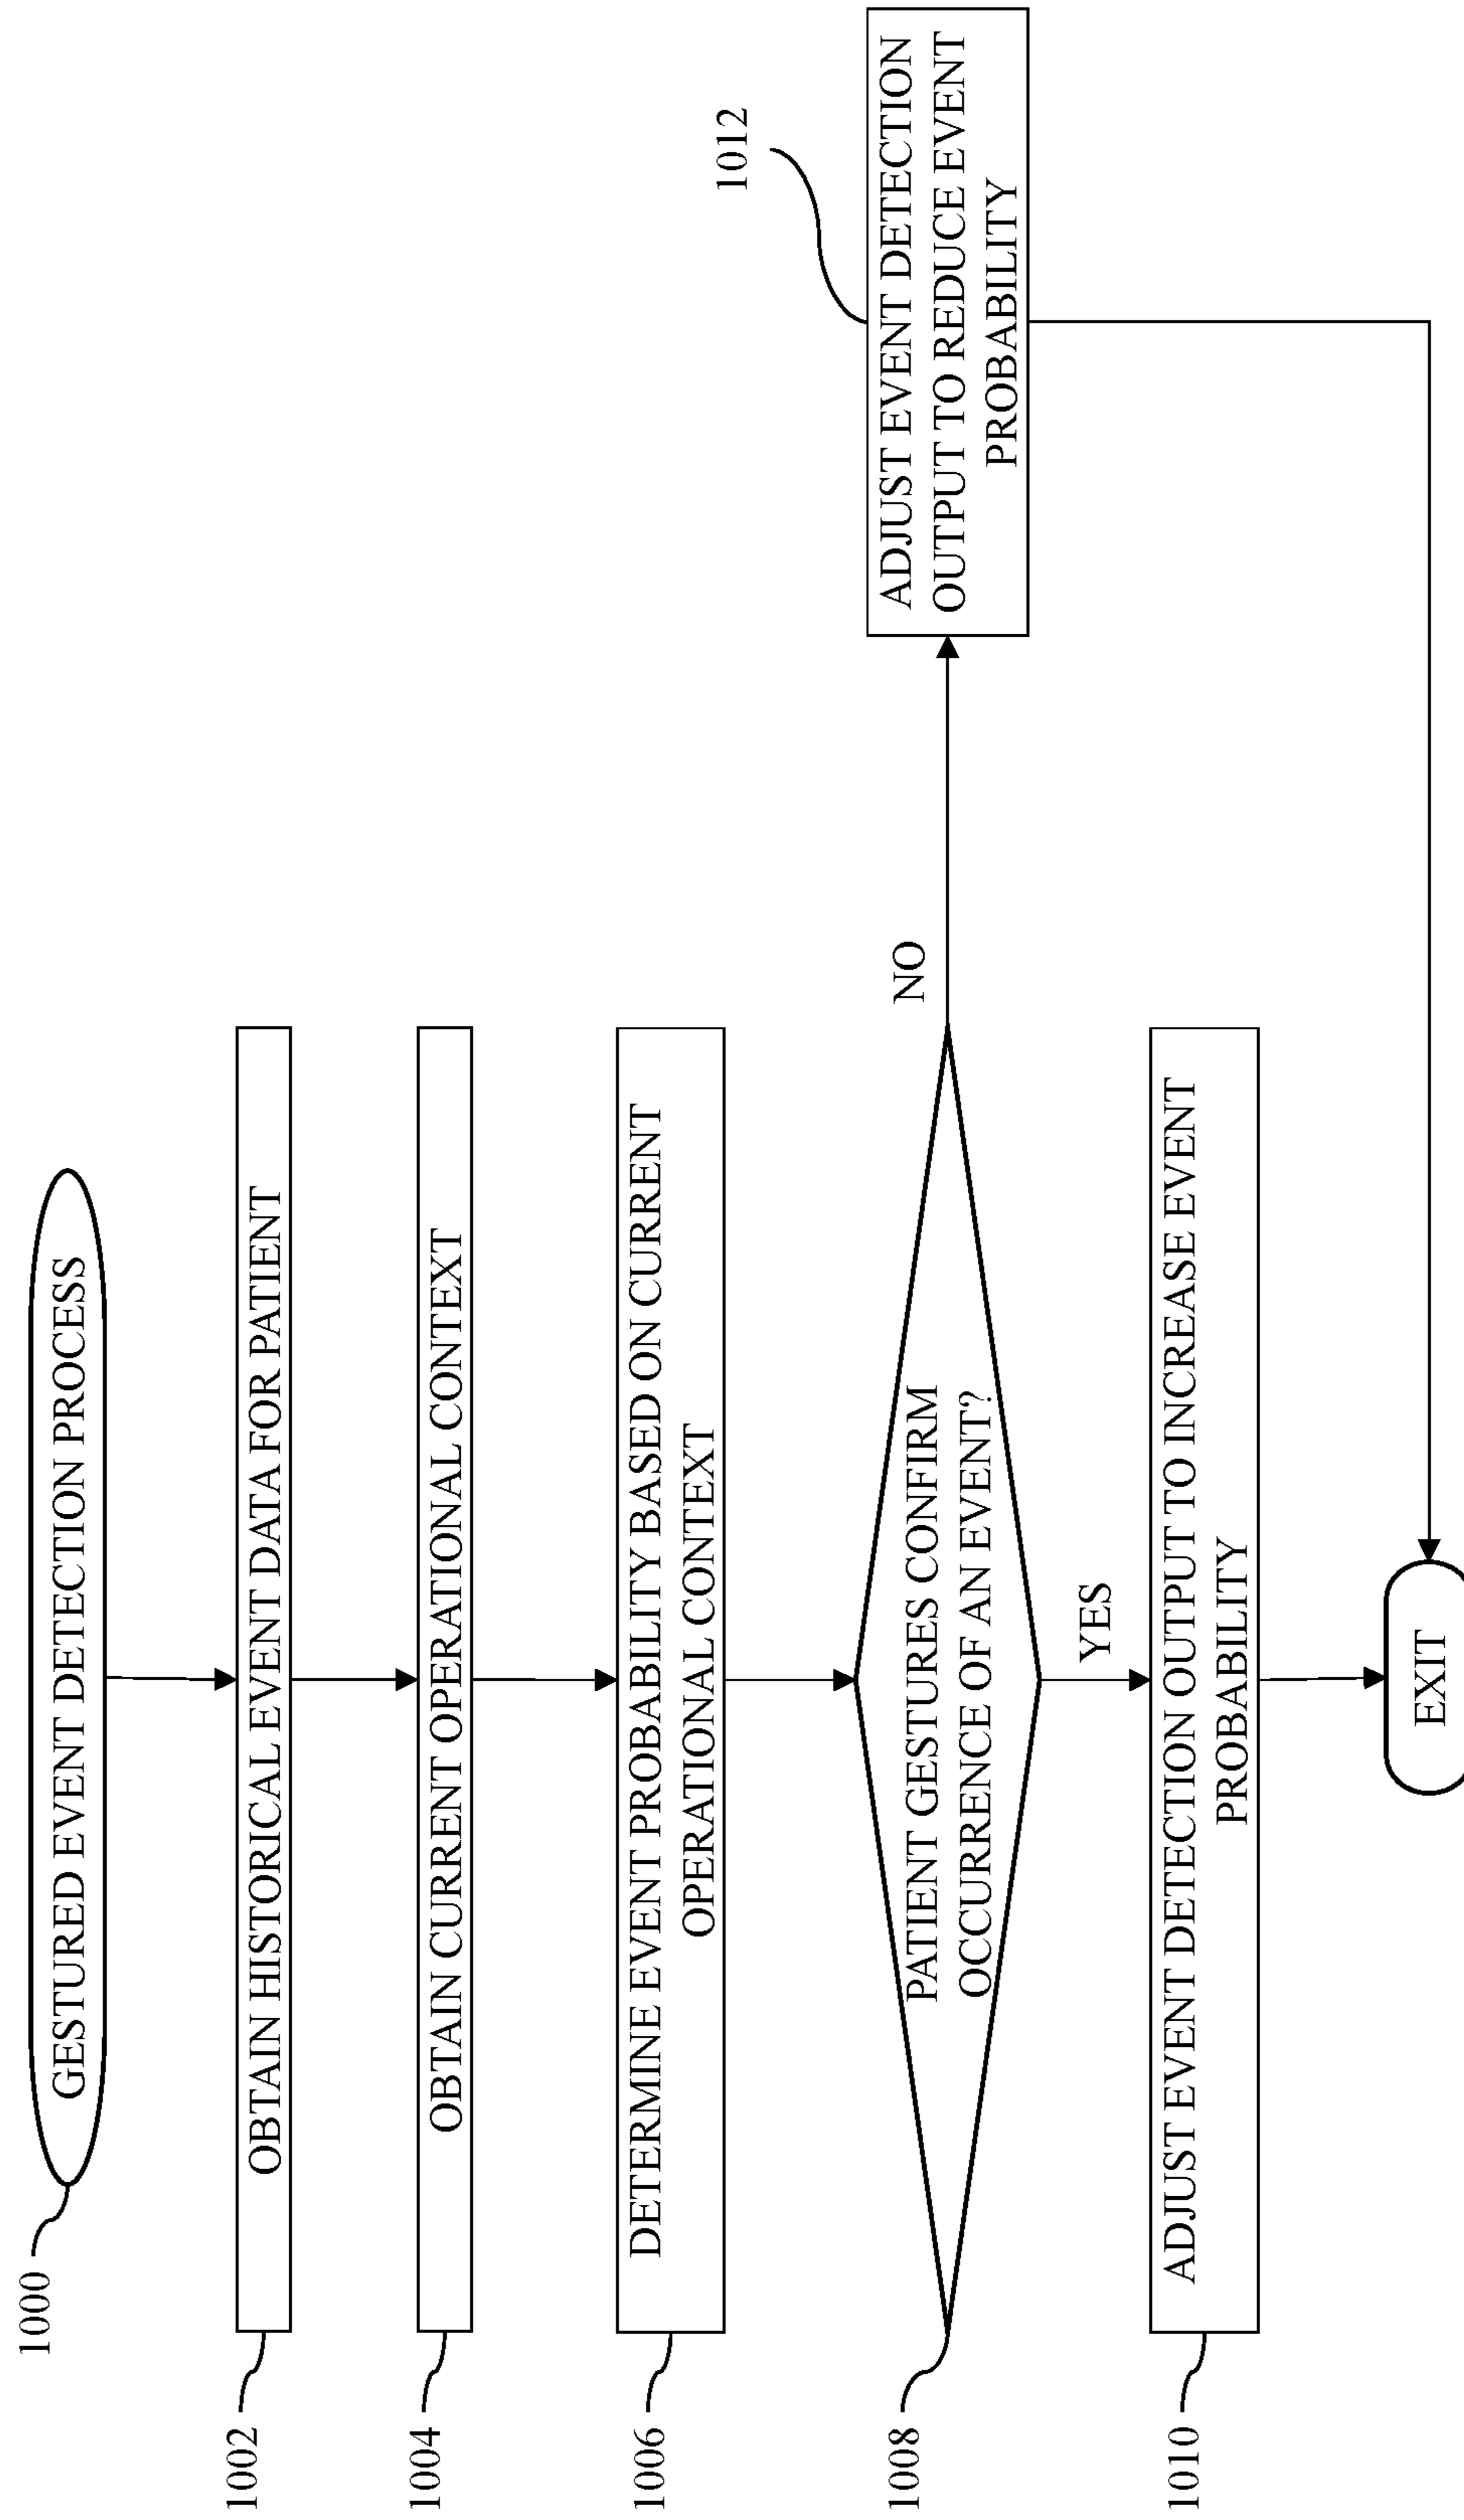 1000
GESTURED EVENT DETECTION PROCESS
1002
OBTAIN HISTORICAL EVENT DATA FOR PATIENT
1004
OBTAIN CURRENT OPERATIONAL CONTEXT
1006
DETERMINE EVENT PROBABILITY BASED ON CURRENT
OPERATIONAL CONTEXT
1008
PATIENT GESTURES CONFIRM
OCCURRENCE OF AN EVENT?
NO
1012
ADJUST EVENT DETECTION
OUTPUT TO REDUCE EVENT
PROBABILITY
YES
1010
ADJUST EVENT DETECTION OUTPUT TO INCREASE EVENT
PROBABILITY
EXIT